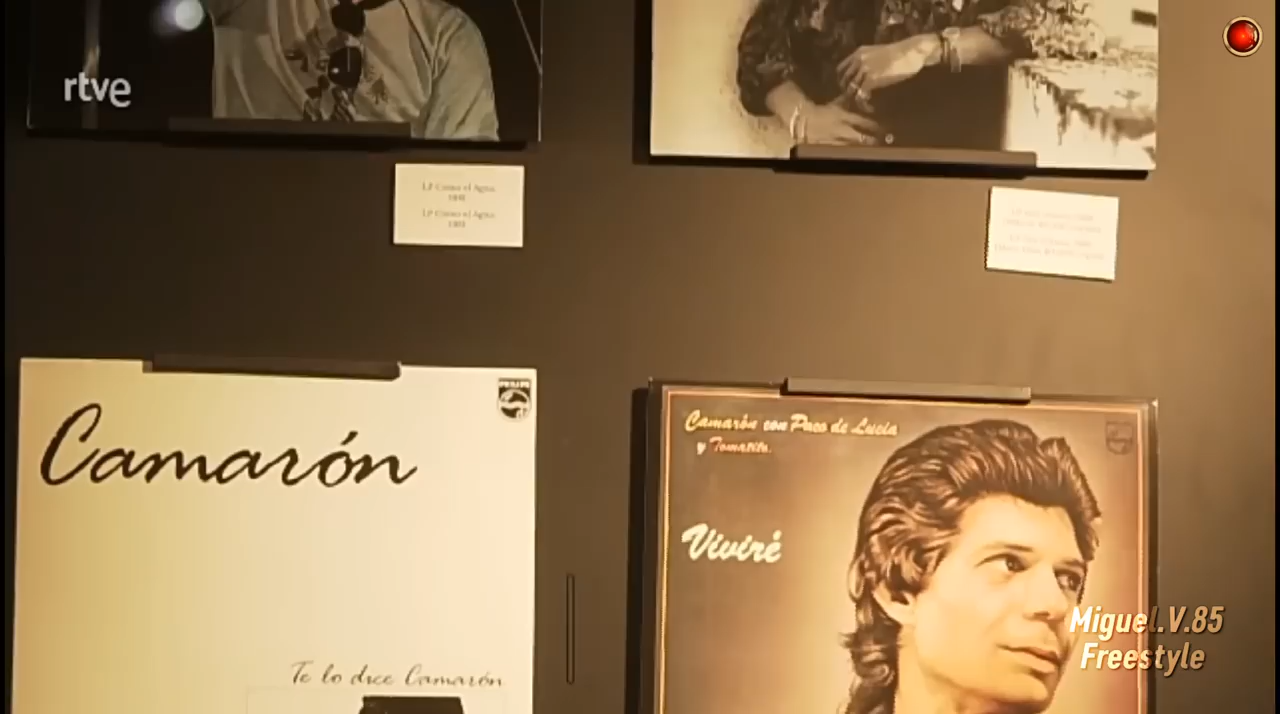 rtve
LP Como el Agua
LP Como el Agua
1981
Camarón
PHILIPS
Camarón con Paco de Lucía
y Tomatito.
Viviré
Te lo dice Camarón
Miguel.V.85
Freestyle